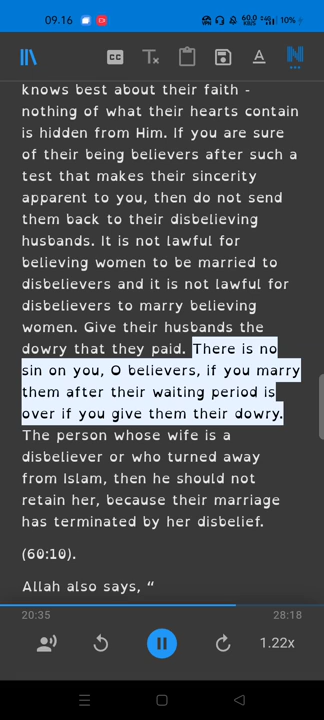 09.16
60.0
KB/S
10%
CC
knows best about their faith -
nothing of what their hearts contain
is hidden from Him. If you are sure
of their being believers after such a
test that makes their sincerity
apparent to you, then do not send
them back to their disbelieving
husbands. It is not lawful for
believing women to be married to
disbelievers and it is not lawful for
disbelievers to marry believing
women. Give their husbands the
dowry that they paid. There is no
sin on you, O believers, if you marry
them after their waiting period is
over if you give them their dowry.
The person whose wife is a
disbeliever or who turned away
from Islam, then he should not
retain her, because their marriage
has terminated by her disbelief.
(60:10).
Allah also says, “
20:35
28:18
1.22x